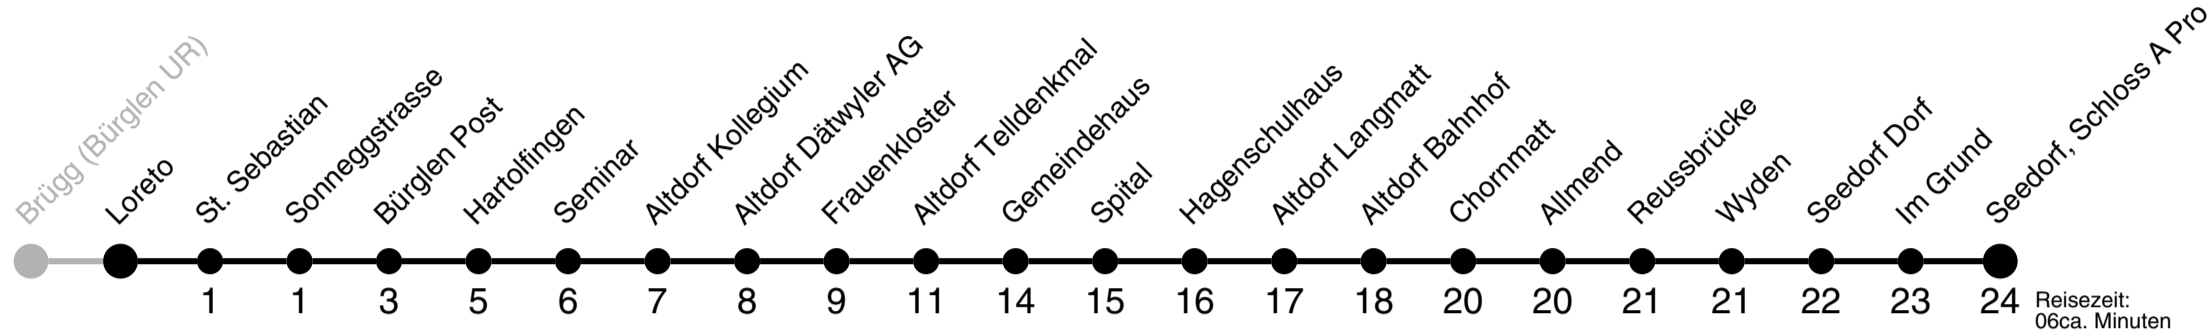 Brügg (Bürglen UR)
Loreto
St. Sebastian
Sonneggstrasse
Bürglen Post
Hartolfingen
Seminar
Altdorf Kollegium
Altdorf Dätwyler AG
Frauenkloster
Altdorf Telldenkmal
Gemeindehaus
Spital
Hagenschulhaus
Altdorf Langmatt
Altdorf Bahnhof
Chornmatt
Allmend
Reussbrücke
Wyden
Seedorf Dorf
Im Grund
Seedorf, Schloss A Pro
1 1 3 5 6 7 8 9 11 14 15 16 17 18 20 20 21 21 22 23 24
Reisezeit:
06ca. Minuten